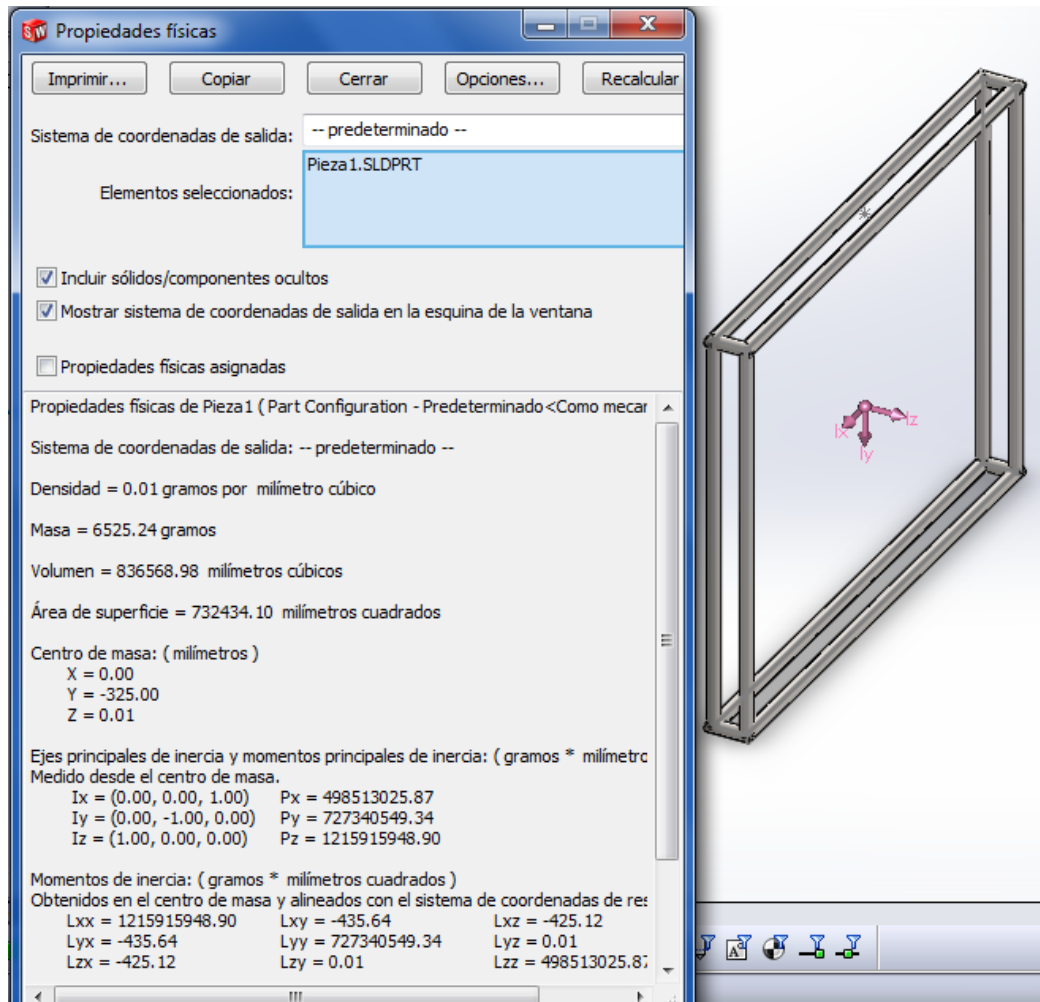 Propiedades físicas
Imprimir... Copiar Cerrar Opciones... Recalcular
Sistema de coordenadas de salida: -- predeterminado --
Elementos seleccionados: Pieza1.SLDPRT
Incluir sólidos/componentes ocultos
Mostrar sistema de coordenadas de salida en la esquina de la ventana
Propiedades físicas asignadas
Propiedades físicas de Pieza1 ( Part Configuration - Predeterminado<Como mecar
Sistema de coordenadas de salida: -- predeterminado --
Densidad = 0.01 gramos por milímetro cúbico
Masa = 6525.24 gramos
Volumen = 836568.98 milímetros cúbicos
Área de superficie = 732434.10 milímetros cuadrados
Centro de masa: ( milímetros )
X = 0.00
Y = -325.00
Z = 0.01
Ejes principales de inercia y momentos principales de inercia: ( gramos * milímetro
Medido desde el centro de masa.
Ix = (0.00, 0.00, 1.00) Px = 498513025.87
Iy = (0.00, -1.00, 0.00) Py = 727340549.34
Iz = (1.00, 0.00, 0.00) Pz = 1215915948.90
Momentos de inercia: ( gramos * milímetros cuadrados )
Obtenidos en el centro de masa y alineados con el sistema de coordenadas de res
Lxx = 1215915948.90 Lxy = -435.64 Lxz = -425.12
Lyx = -435.64 Lyy = 727340549.34 Lyz = 0.01
Lzx = -425.12 Lzy = 0.01 Lzz = 498513025.87
Ix
Iy
Iz